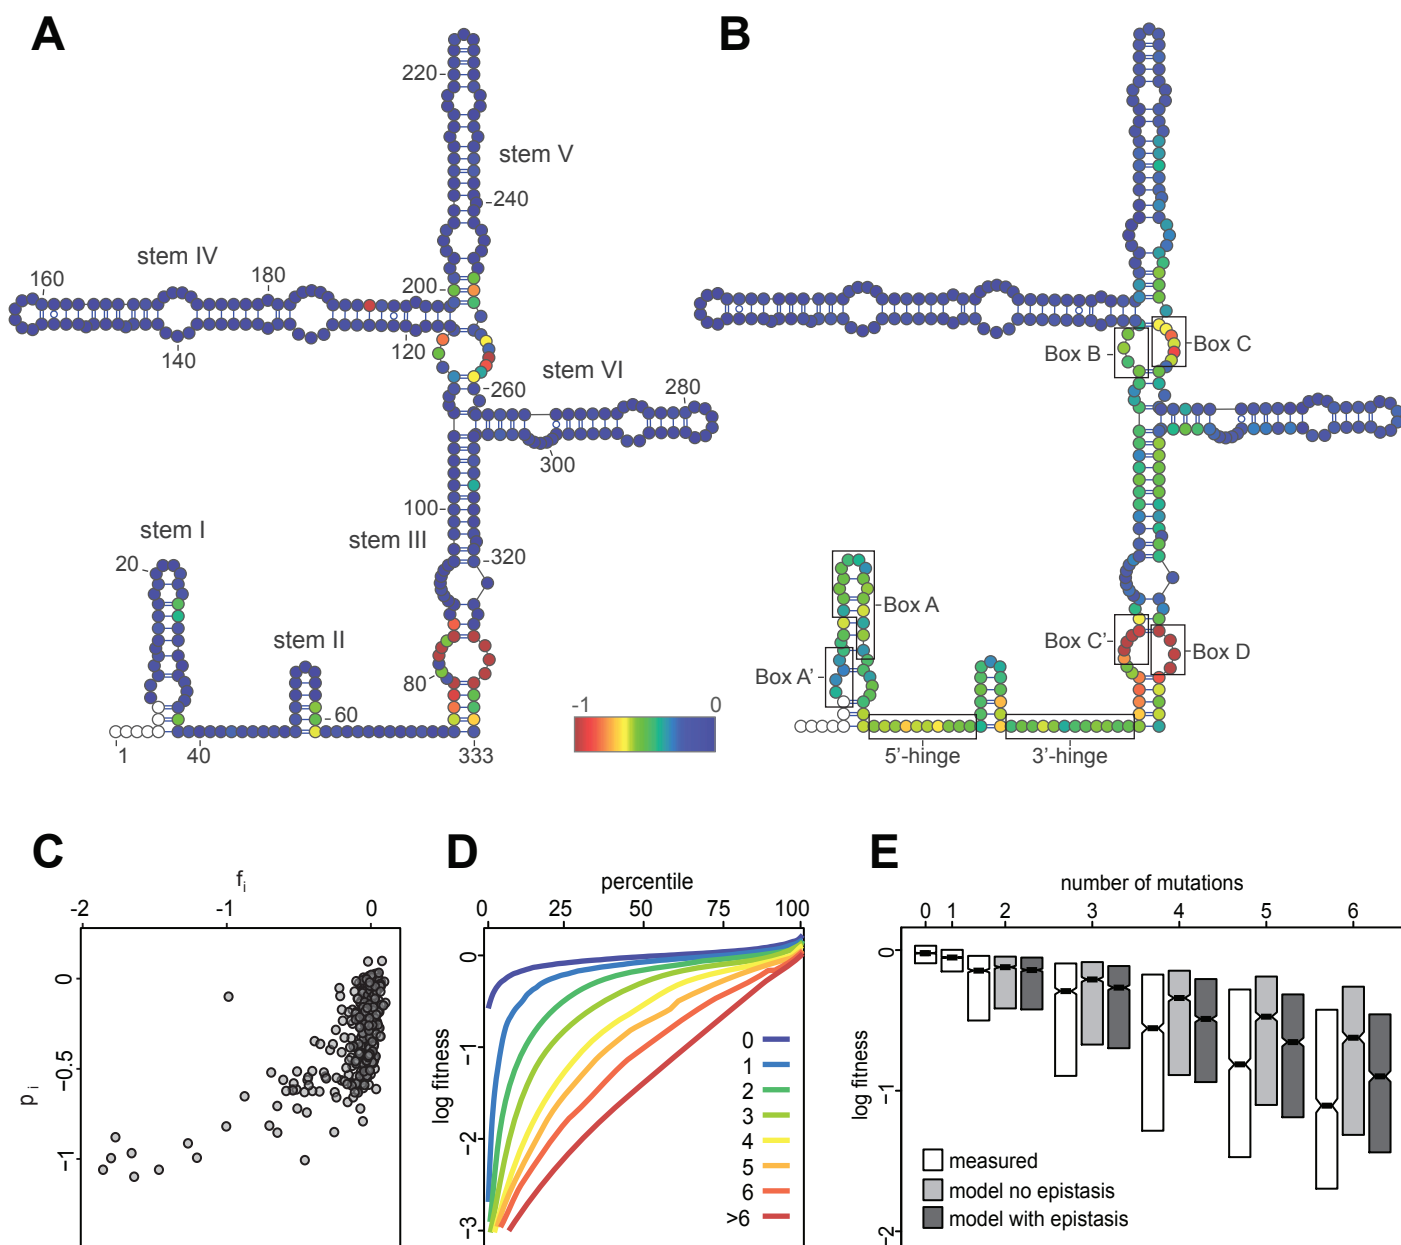 A
B
220
stem V
240
stem IV
160
180
200
140
120
stem VI
260
280
300
100
stem I
stem III
20
320
stem II
80
60
1
40
333
-1
0
Box B
Box C
Box A
Box A'
Box C'
Box D
5'-hinge
3'-hinge
C
f i
-2
-1
0
p i
0
-0.5
-1
D
percentile
0
25
50
75
100
log fitness
0
-1
-2
-3
0
1
2
3
4
5
6
>6
E
number of mutations
0
1
2
3
4
5
6
log fitness
0
-1
-2
measured
model no epistasis
model with epistasis